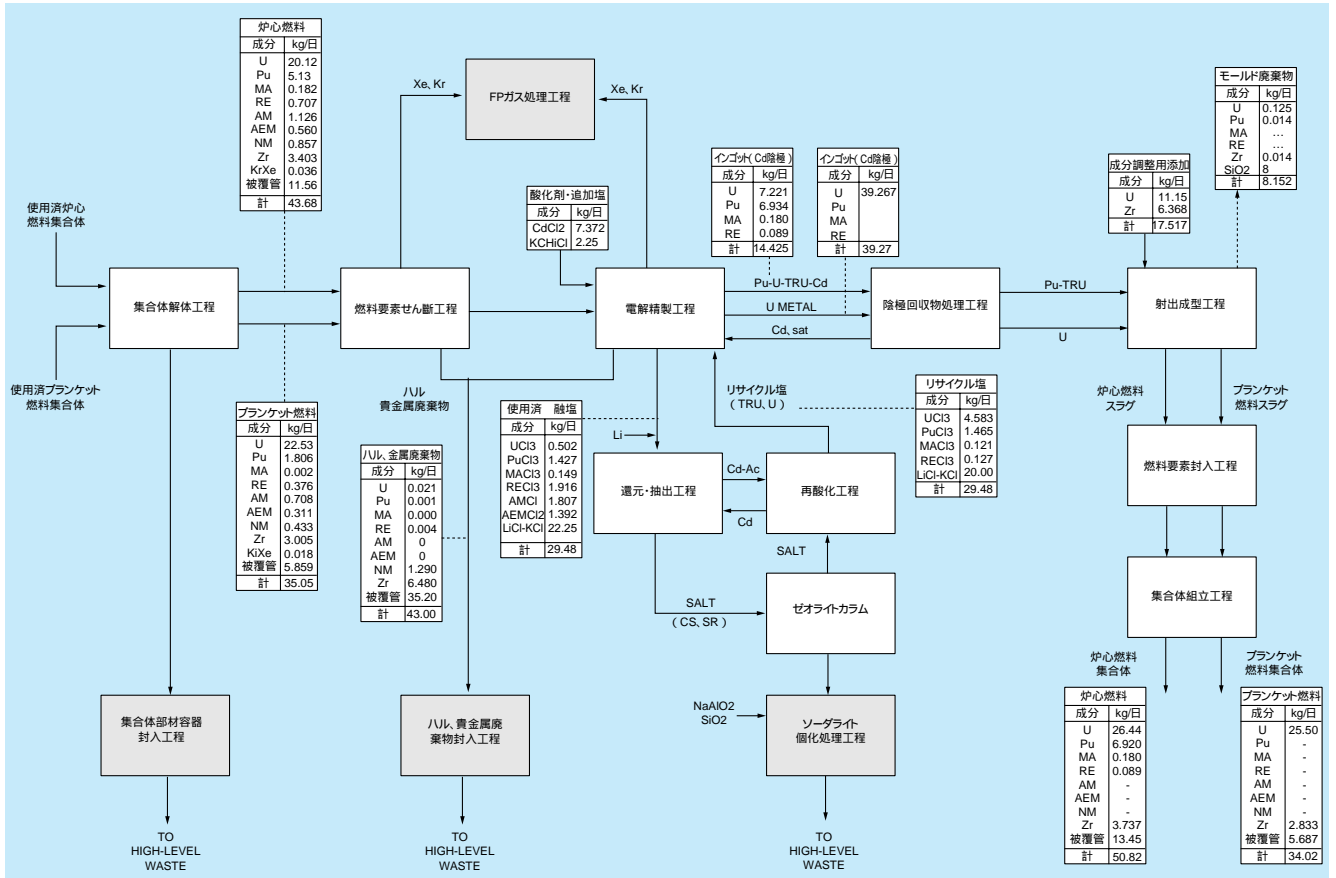 炉心燃料
成分 kg/日
U 20.12
Pu 5.13
MA 0.182
RE 0.707
AM 1.126
AEM 0.560
NM 0.857
Zr 3.403
KrXe 0.036
被覆管 11.56
計 43.68
Xe、Kr
FPガス処理工程
Xe、Kr
モールド廃棄物
成分 kg/日
U 0.125
Pu 0.014
MA …
RE …
Zr 0.014
SiO2 8
計 8.152
インゴット(Cd陰極)
成分 kg/日
U 7.221
Pu 6.934
MA 0.180
RE 0.089
計 14.425
インゴット(Cd陰極)
成分 kg/日
U 39.267
Pu
MA
RE
計 39.27
成分調整用添加
成分 kg/日
U 11.15
Zr 6.368
計 17.517
酸化剤・追加塩
成分 kg/日
CdCl2 7.372
KCHiCl 2.25
使用済炉心
燃料集合体
集合体解体工程
燃料要素せん断工程
電解精製工程
Pu-U-TRU-Cd
U METAL
Cd、sat
陰極回収物処理工程
Pu-TRU
U
射出成型工程
使用済ブランケット
燃料集合体
ハル
貴金属廃棄物
リサイクル塩
(TRU、U)
炉心燃料
スラグ
ブランケット
燃料スラグ
ブランケット燃料
成分 kg/日
U 22.53
Pu 1.806
MA 0.002
RE 0.376
AM 0.708
AEM 0.311
NM 0.433
Zr 3.005
KiXe 0.018
被覆管 5.859
計 35.05
ハル、金属廃棄物
成分 kg/日
U 0.021
Pu 0.001
MA 0.000
RE 0.004
AM 0
AEM 0
NM 1.290
Zr 6.480
被覆管 35.20
計 43.00
使用済 融塩
成分 kg/日
UCl3 0.502
PuCl3 1.427
MACl3 0.149
RECl3 1.916
AMCl 1.807
AEMCl2 1.392
LiCl-KCl 22.25
計 29.48
Li
リサイクル塩
成分 kg/日
UCl3 4.583
PuCl3 1.465
MACl3 0.121
RECl3 0.127
LiCl-KCl 20.00
計 29.48
還元・抽出工程
Cd-Ac
Cd
再酸化工程
燃料要素封入工程
SALT
SALT
(CS、SR)
ゼオライトカラム
集合体組立工程
炉心燃料
集合体
ブランケット
燃料集合体
集合体部材容器
封入工程
ハル、貴金属廃
棄物封入工程
NaAlO2
SiO2
ソーダライト
個化処理工程
炉心燃料
成分 kg/日
U 26.44
Pu 6.920
MA 0.180
RE 0.089
AM -
AEM -
NM -
Zr 3.737
被覆管 13.45
計 50.82
ブランケット燃料
成分 kg/日
U 25.50
Pu -
MA -
RE -
AM -
AEM -
NM -
Zr 2.833
被覆管 5.687
計 34.02
TO
HIGH-LEVEL
WASTE
TO
HIGH-LEVEL
WASTE
TO
HIGH-LEVEL
WASTE